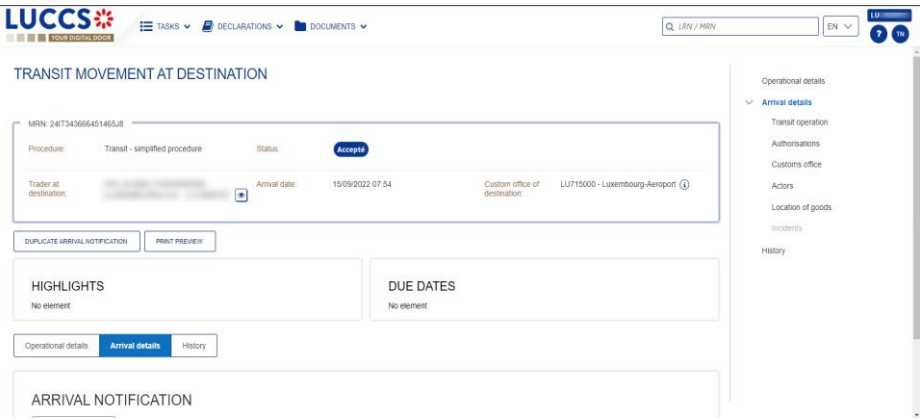 LUCCS
YOUR DIGITAL DOOR
TASKS
DECLARATIONS
DOCUMENTS
LRN / MRN
EN
LU
?
TN
TRANSIT MOVEMENT AT DESTINATION
MRN: 24IT343666451465J8
Procedure: Transit - simplified procedure Status: Accepté
Trader at destination:
Arrival date: 15/09/2022 07:54
Custom office of destination: LU715000 - Luxembourg-Aeroport
DUPLICATE ARRIVAL NOTIFICATION PRINT PREVIEW
HIGHLIGHTS
No element
DUE DATES
No element
Operational details Arrival details History
ARRIVAL NOTIFICATION
Operational details
Arrival details
Transit operation
Authorisations
Customs office
Actors
Location of goods
Incidents
History